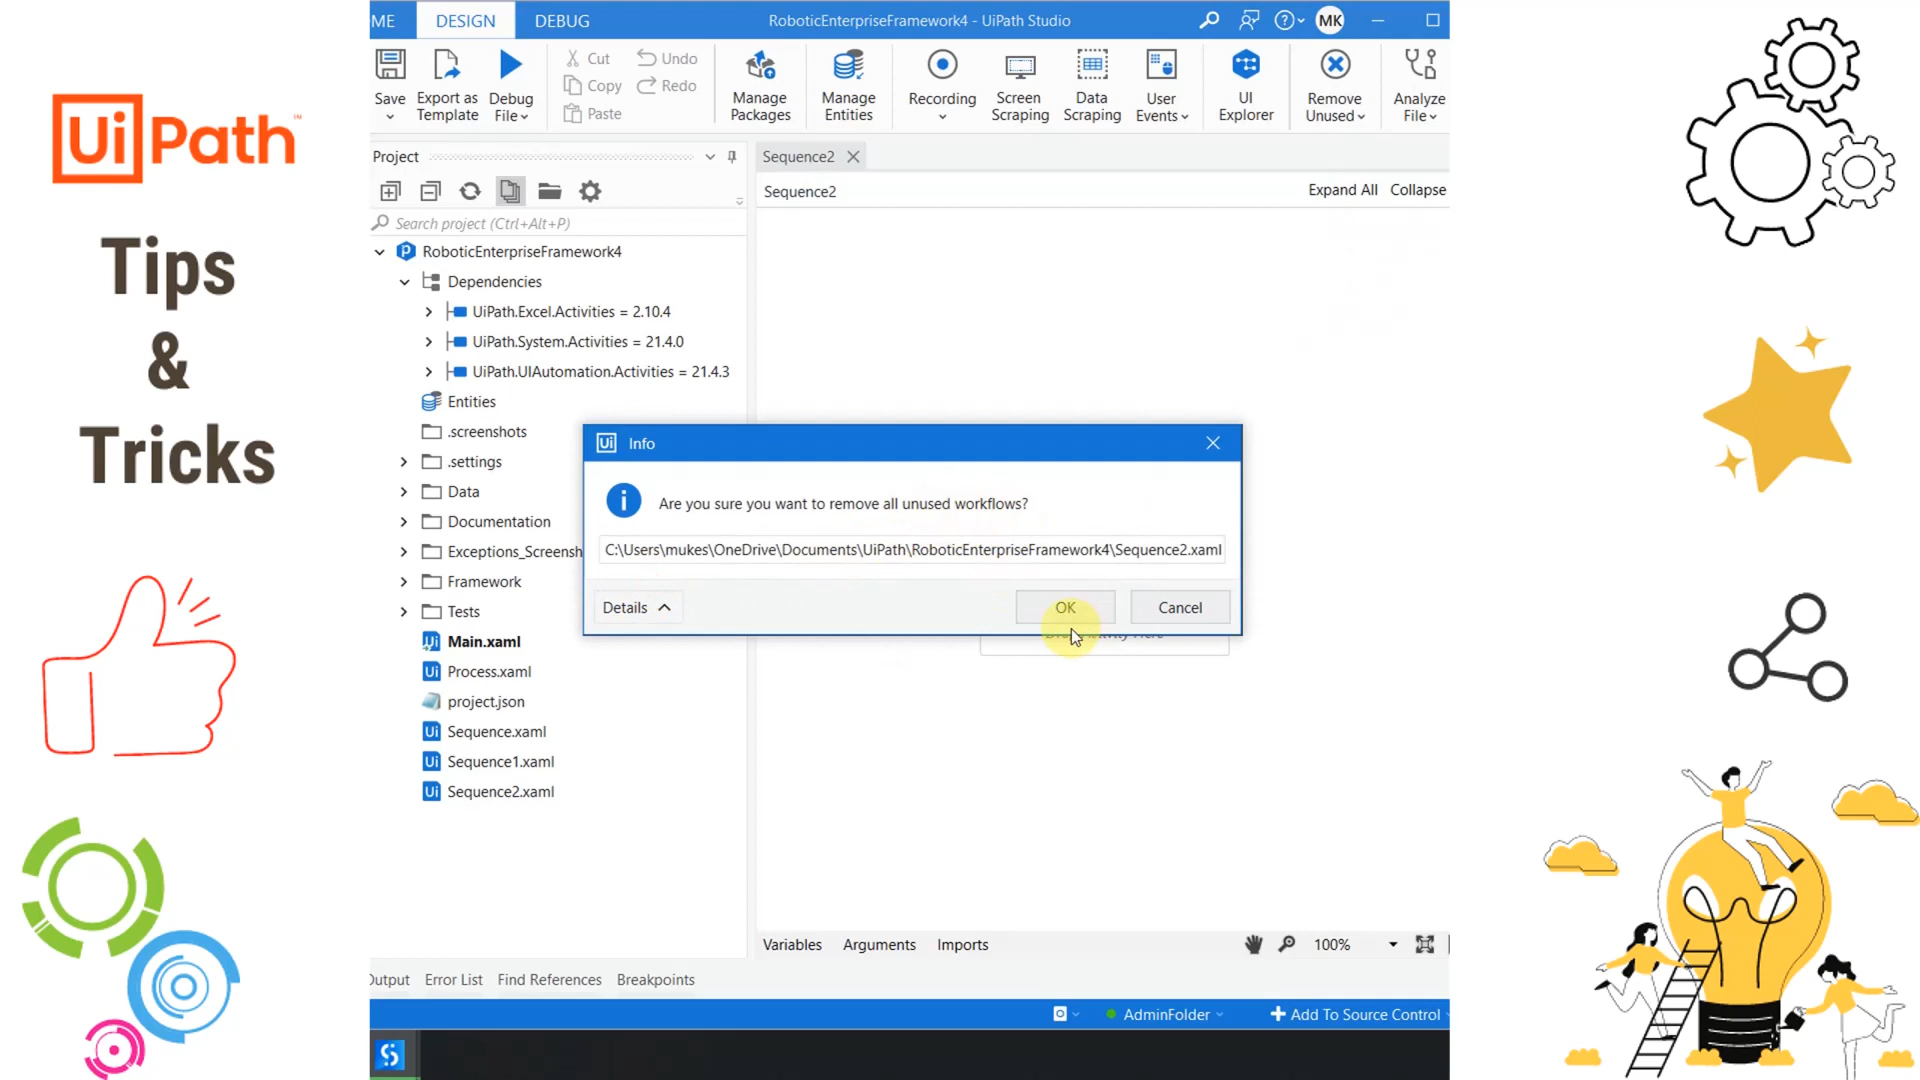 UiPath™
Tips
&
Tricks
ME DESIGN DEBUG RoboticEnterpriseFramework4 - UiPath Studio MK
Save Export as Template Debug File Cut Copy Paste Undo Redo Manage Packages Manage Entities Recording Screen Scraping Data Scraping User Events UI Explorer Remove Unused Analyze File
Project
Search project (Ctrl+Alt+P)
RoboticEnterpriseFramework4
Dependencies
UiPath.Excel.Activities = 2.10.4
UiPath.System.Activities = 21.4.0
UiPath.UIAutomation.Activities = 21.4.3
Entities
.screenshots
.settings
Data
Documentation
Exceptions_Screensh
Framework
Tests
Main.xaml
Process.xaml
project.json
Sequence.xaml
Sequence1.xaml
Sequence2.xaml
Sequence2
Sequence2 Expand All Collapse
Ui Info
Are you sure you want to remove all unused workflows?
C:\Users\mukes\OneDrive\Documents\UiPath\RoboticEnterpriseFramework4\Sequence2.xaml
Details OK Cancel
Here
Variables Arguments Imports 100%
Output Error List Find References Breakpoints
AdminFolder Add To Source Control